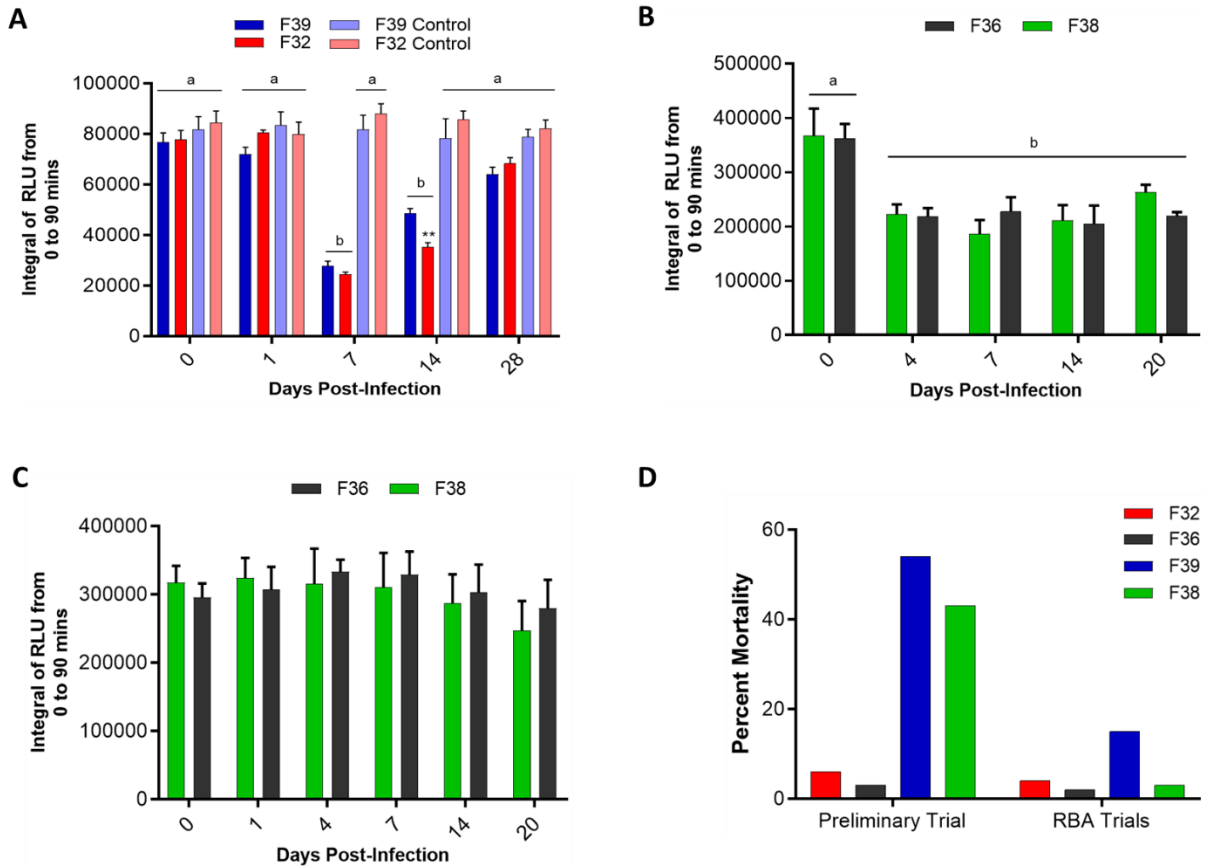 A
F39
F39 Control
F32
F32 Control
Integral of RLU from
0 to 90 mins
100000
80000
60000
40000
20000
0
a
a
a
a
b
b
**
0
1
7
14
28
Days Post-Infection
B
F36
F38
Integral of RLU from
0 to 90 mins
500000
400000
300000
200000
100000
0
a
b
0
4
7
14
20
Days Post-Infection
C
F36
F38
Integral of RLU from
0 to 90 mins
400000
300000
200000
100000
0
0
1
4
7
14
20
Days Post-Infection
D
F32
F36
F39
F38
Percent Mortality
60
40
20
0
Preliminary Trial
RBA Trials